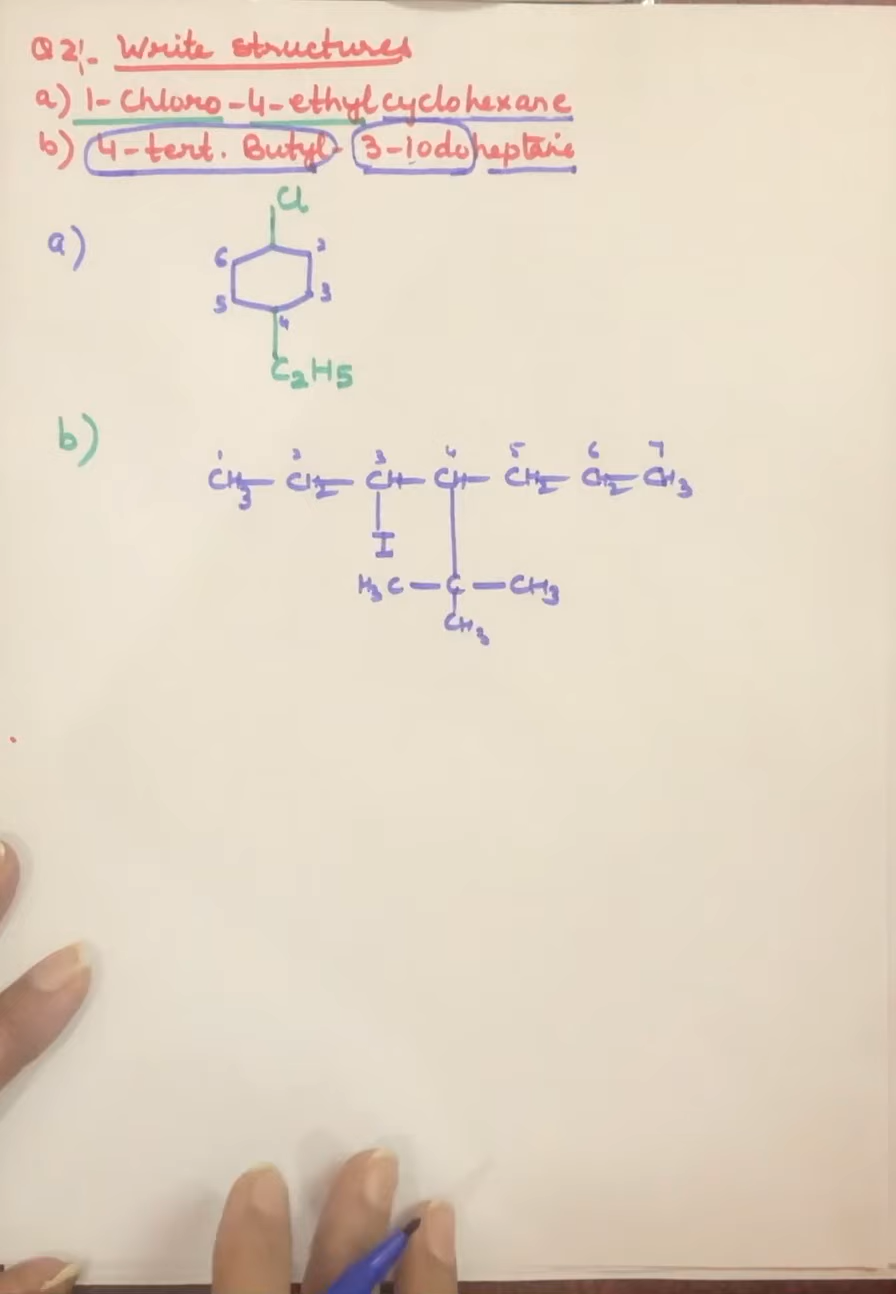 Q2:- Write structures
a) 1-Chloro-4-ethylcyclohexane
b) 4-tert. Butyl-3-Iodoheptane
a)
Cl
6 2
5 3
4
C2H5
b)
1 2 3 4 5 6 7
CH3-CH2-CH-CH-CH2-CH2-CH3
I
H3C-C-CH3
CH3